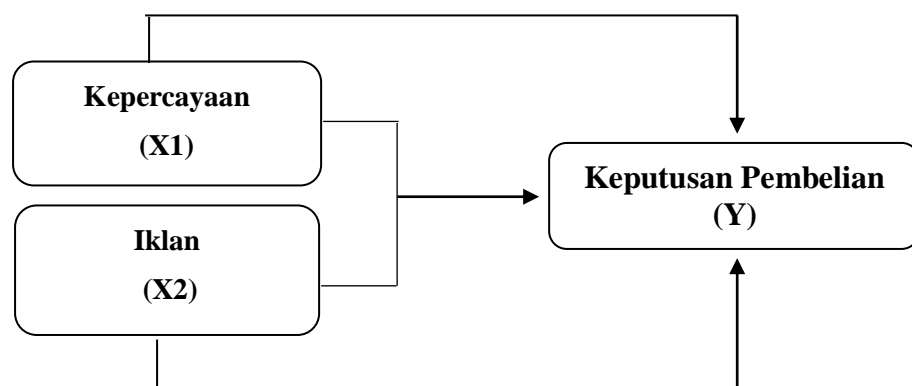 Kepercayaan
(X1)
Iklan
(X2)
Keputusan Pembelian
(Y)